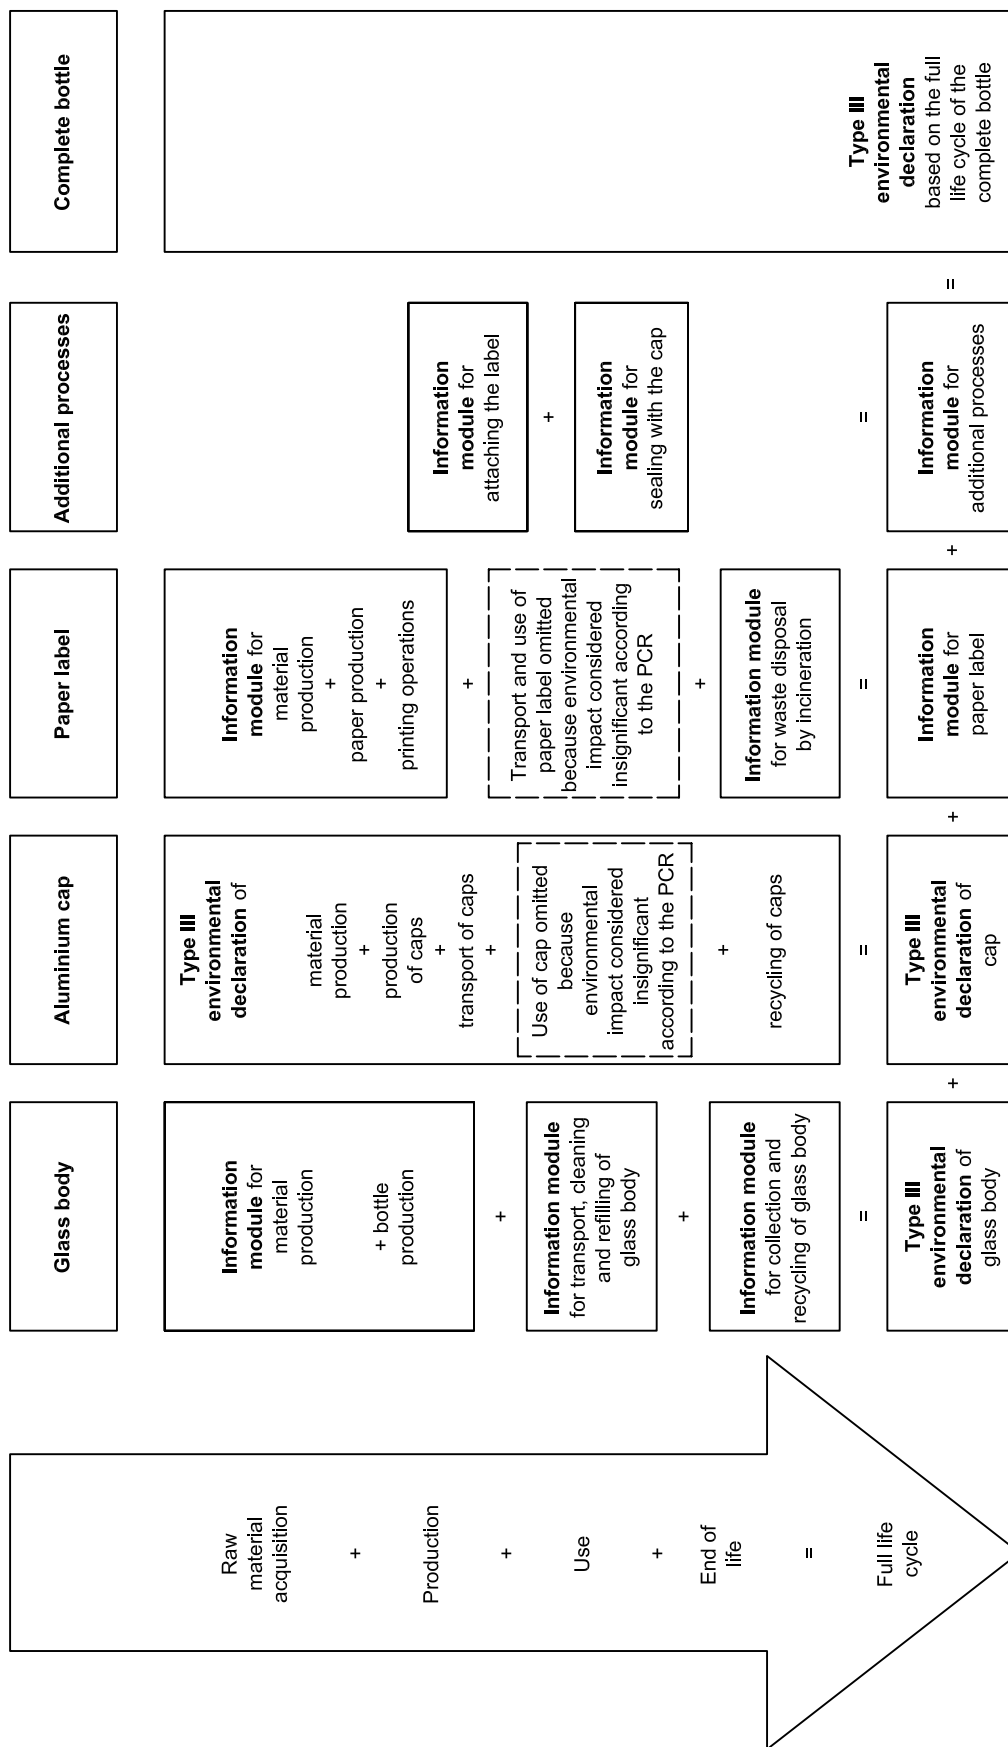 Raw
material
acquisition
+
Production
+
Use
+
End of
life
=
Full life
cycle
Glass body
Information
module for
material
production
+ bottle
production
+
Information module
for transport, cleaning
and refilling of
glass body
+
Information module
for collection and
recycling of glass body
=
Type III
environmental
declaration of
glass body
+
Aluminium cap
Type III
environmental
declaration of
material
production
+
production
of caps
+
transport of caps
+
Use of cap omitted
because
environmental
impact considered
insignificant
according to the PCR
+
recycling of caps
=
Type III
environmental
declaration of
cap
+
Paper label
Information
module for
material
production
+
paper production
+
printing operations
+
Transport and use of
paper label omitted
because environmental
impact considered
insignificant according
to the PCR
+
Information module
for waste disposal
by incineration
=
Information
module for
paper label
+
Additional processes
Information
module for
attaching the label
+
Information
module for
sealing with the cap
=
Information
module for
additional processes
=
Complete bottle
Type III
environmental
declaration
based on the full
life cycle of the
complete bottle